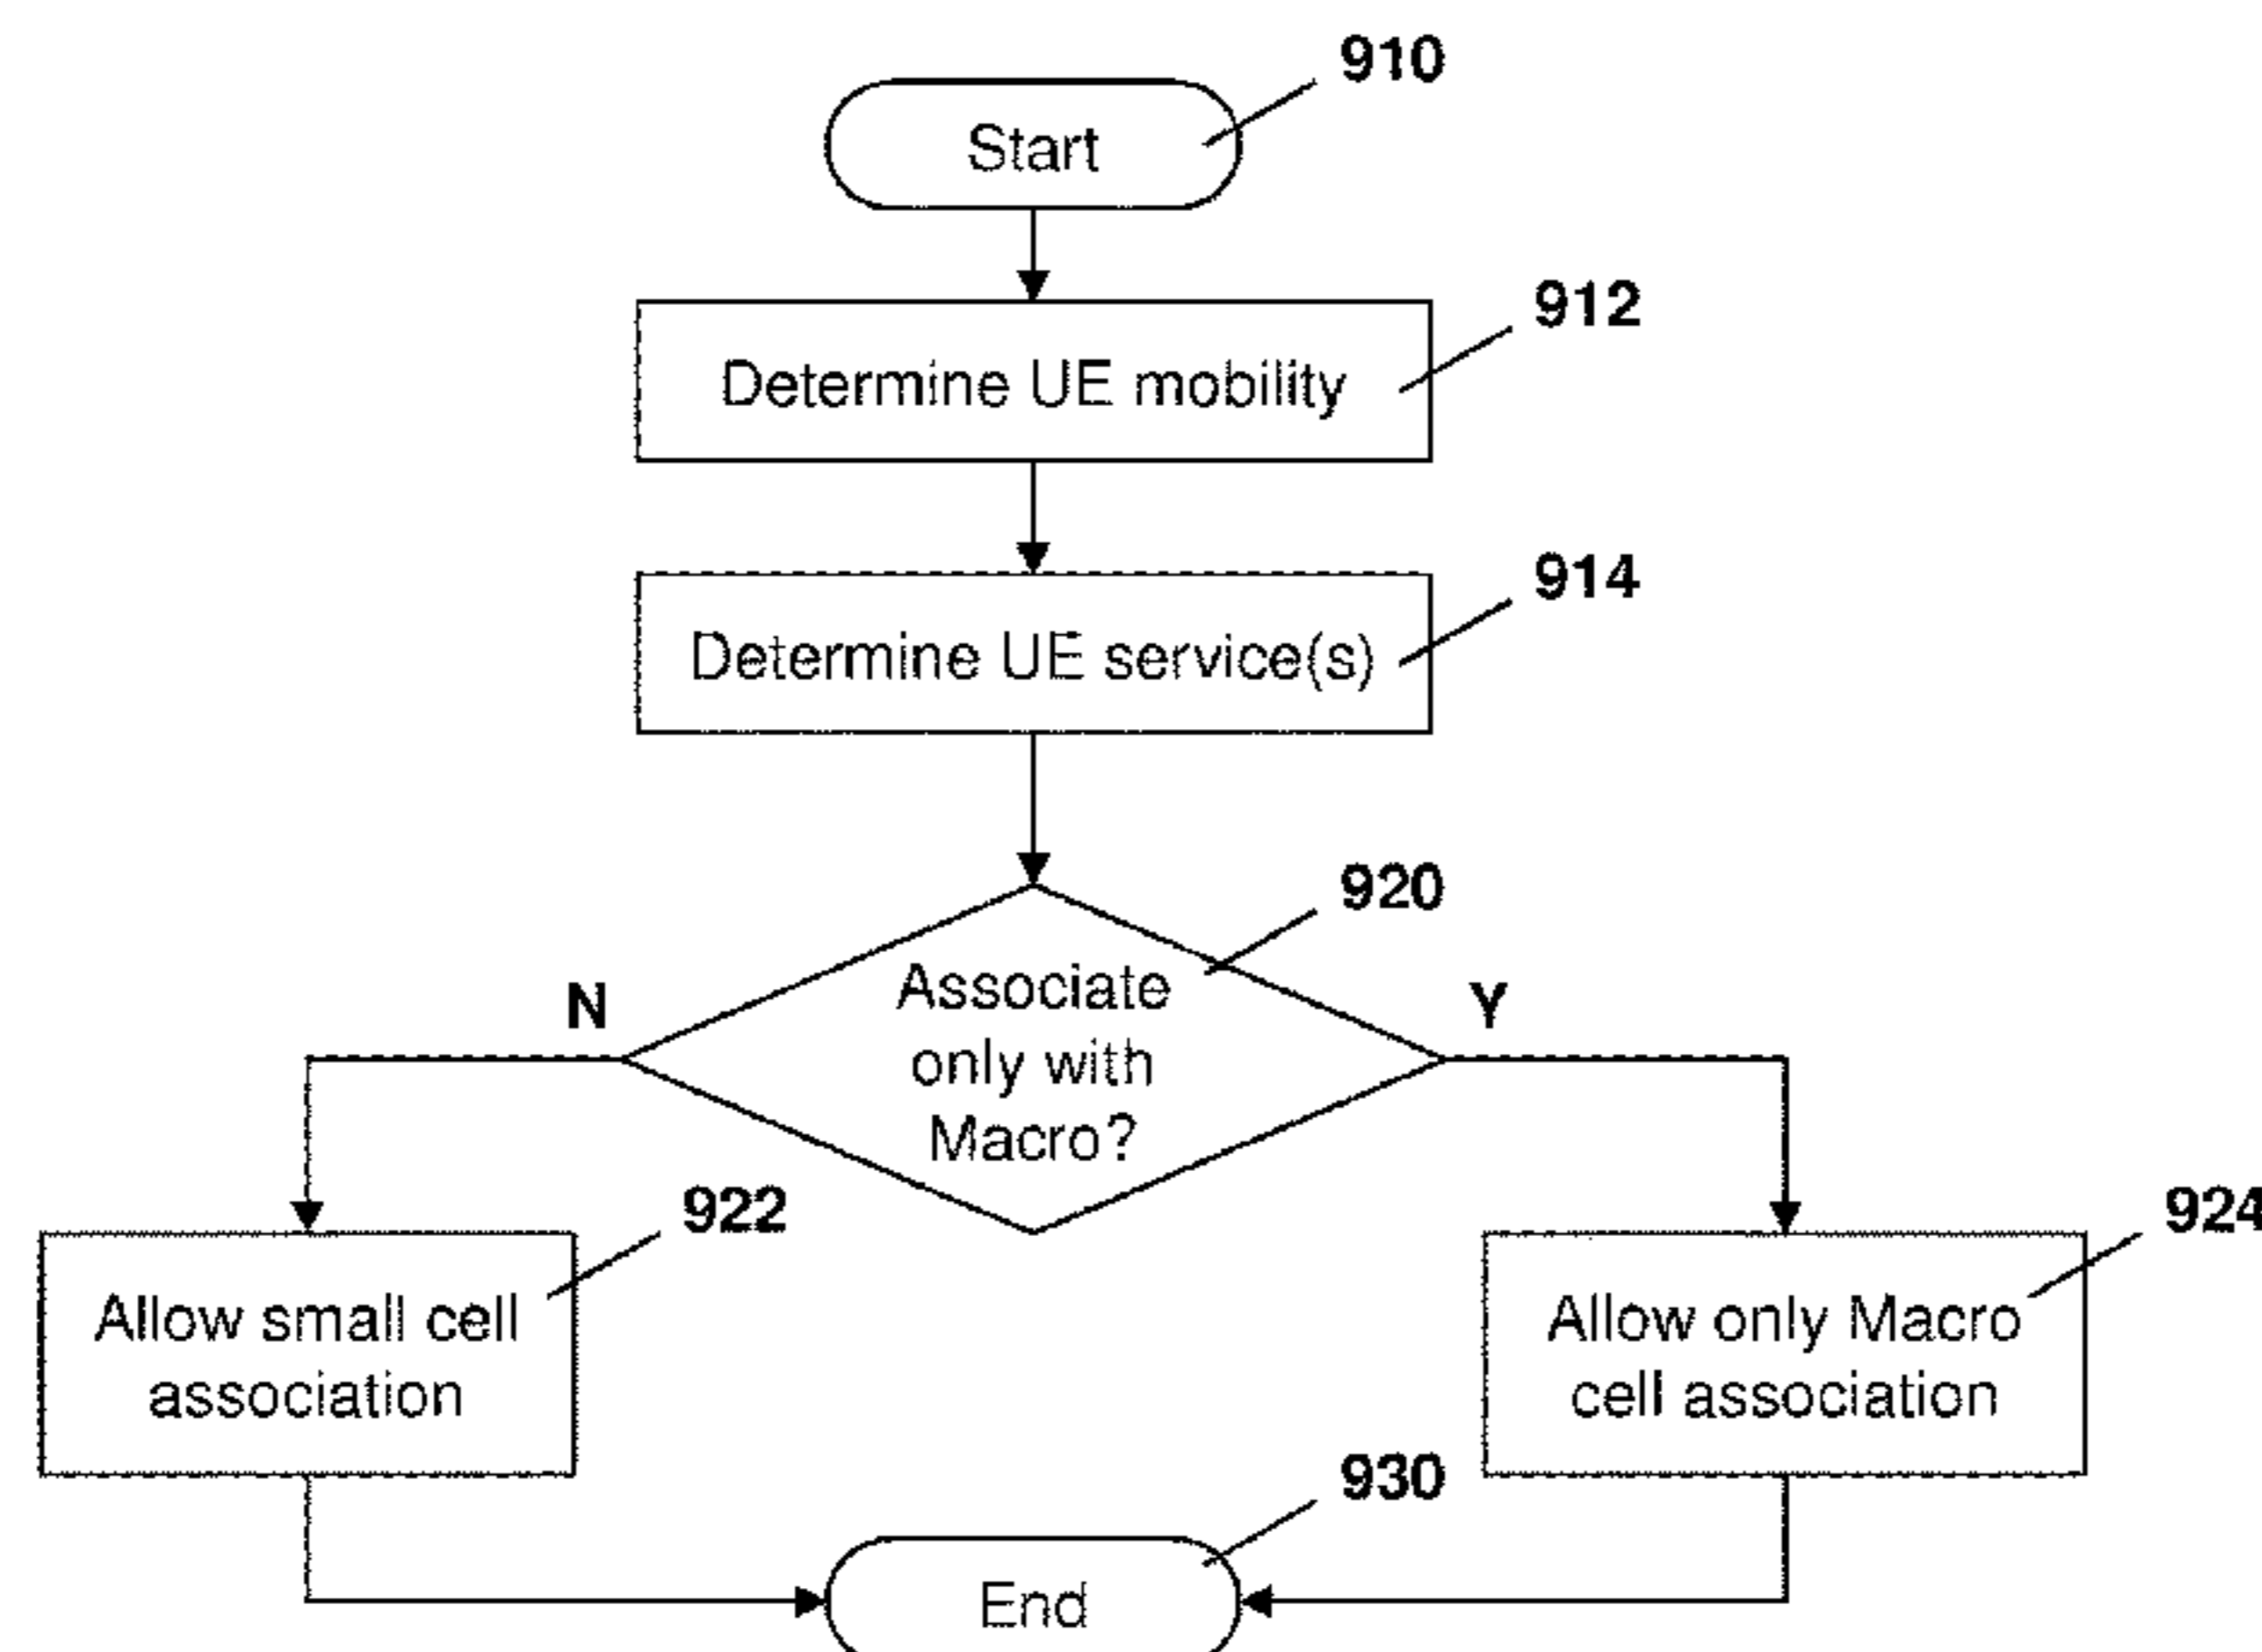 910
Start
912
Determine UE mobility
914
Determine UE service(s)
920
Associate
only with
Macro?
N
Y
922
Allow small cell
association
924
Allow only Macro
cell association
930
End